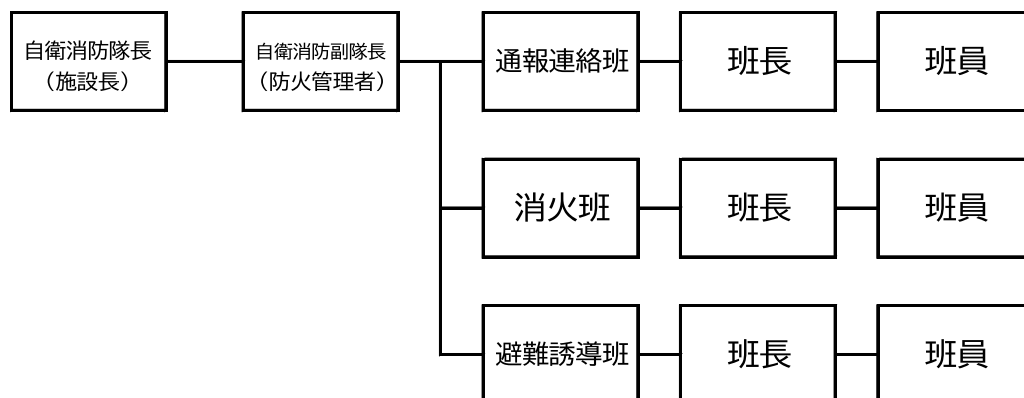 自衛消防隊長
（施設長）
自衛消防副隊長
（防火管理者）
通報連絡班
班長
班員
消火班
班長
班員
避難誘導班
班長
班員